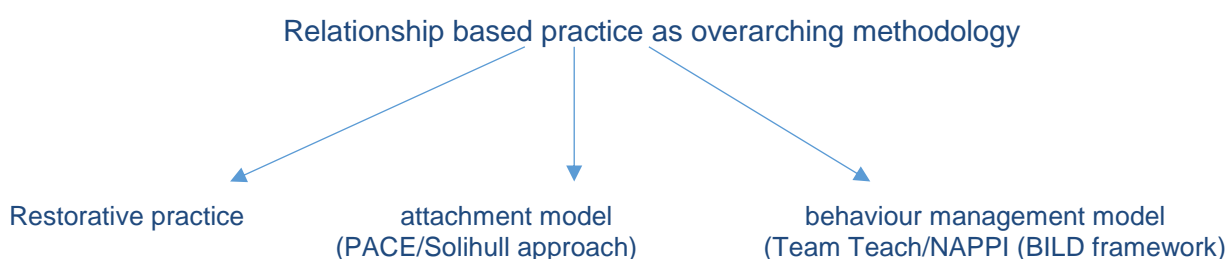 Relationship based practice as overarching methodology
Restorative practice
attachment model
(PACE/Solihull approach)
behaviour management model
(Team Teach/NAPPI (BILD framework)